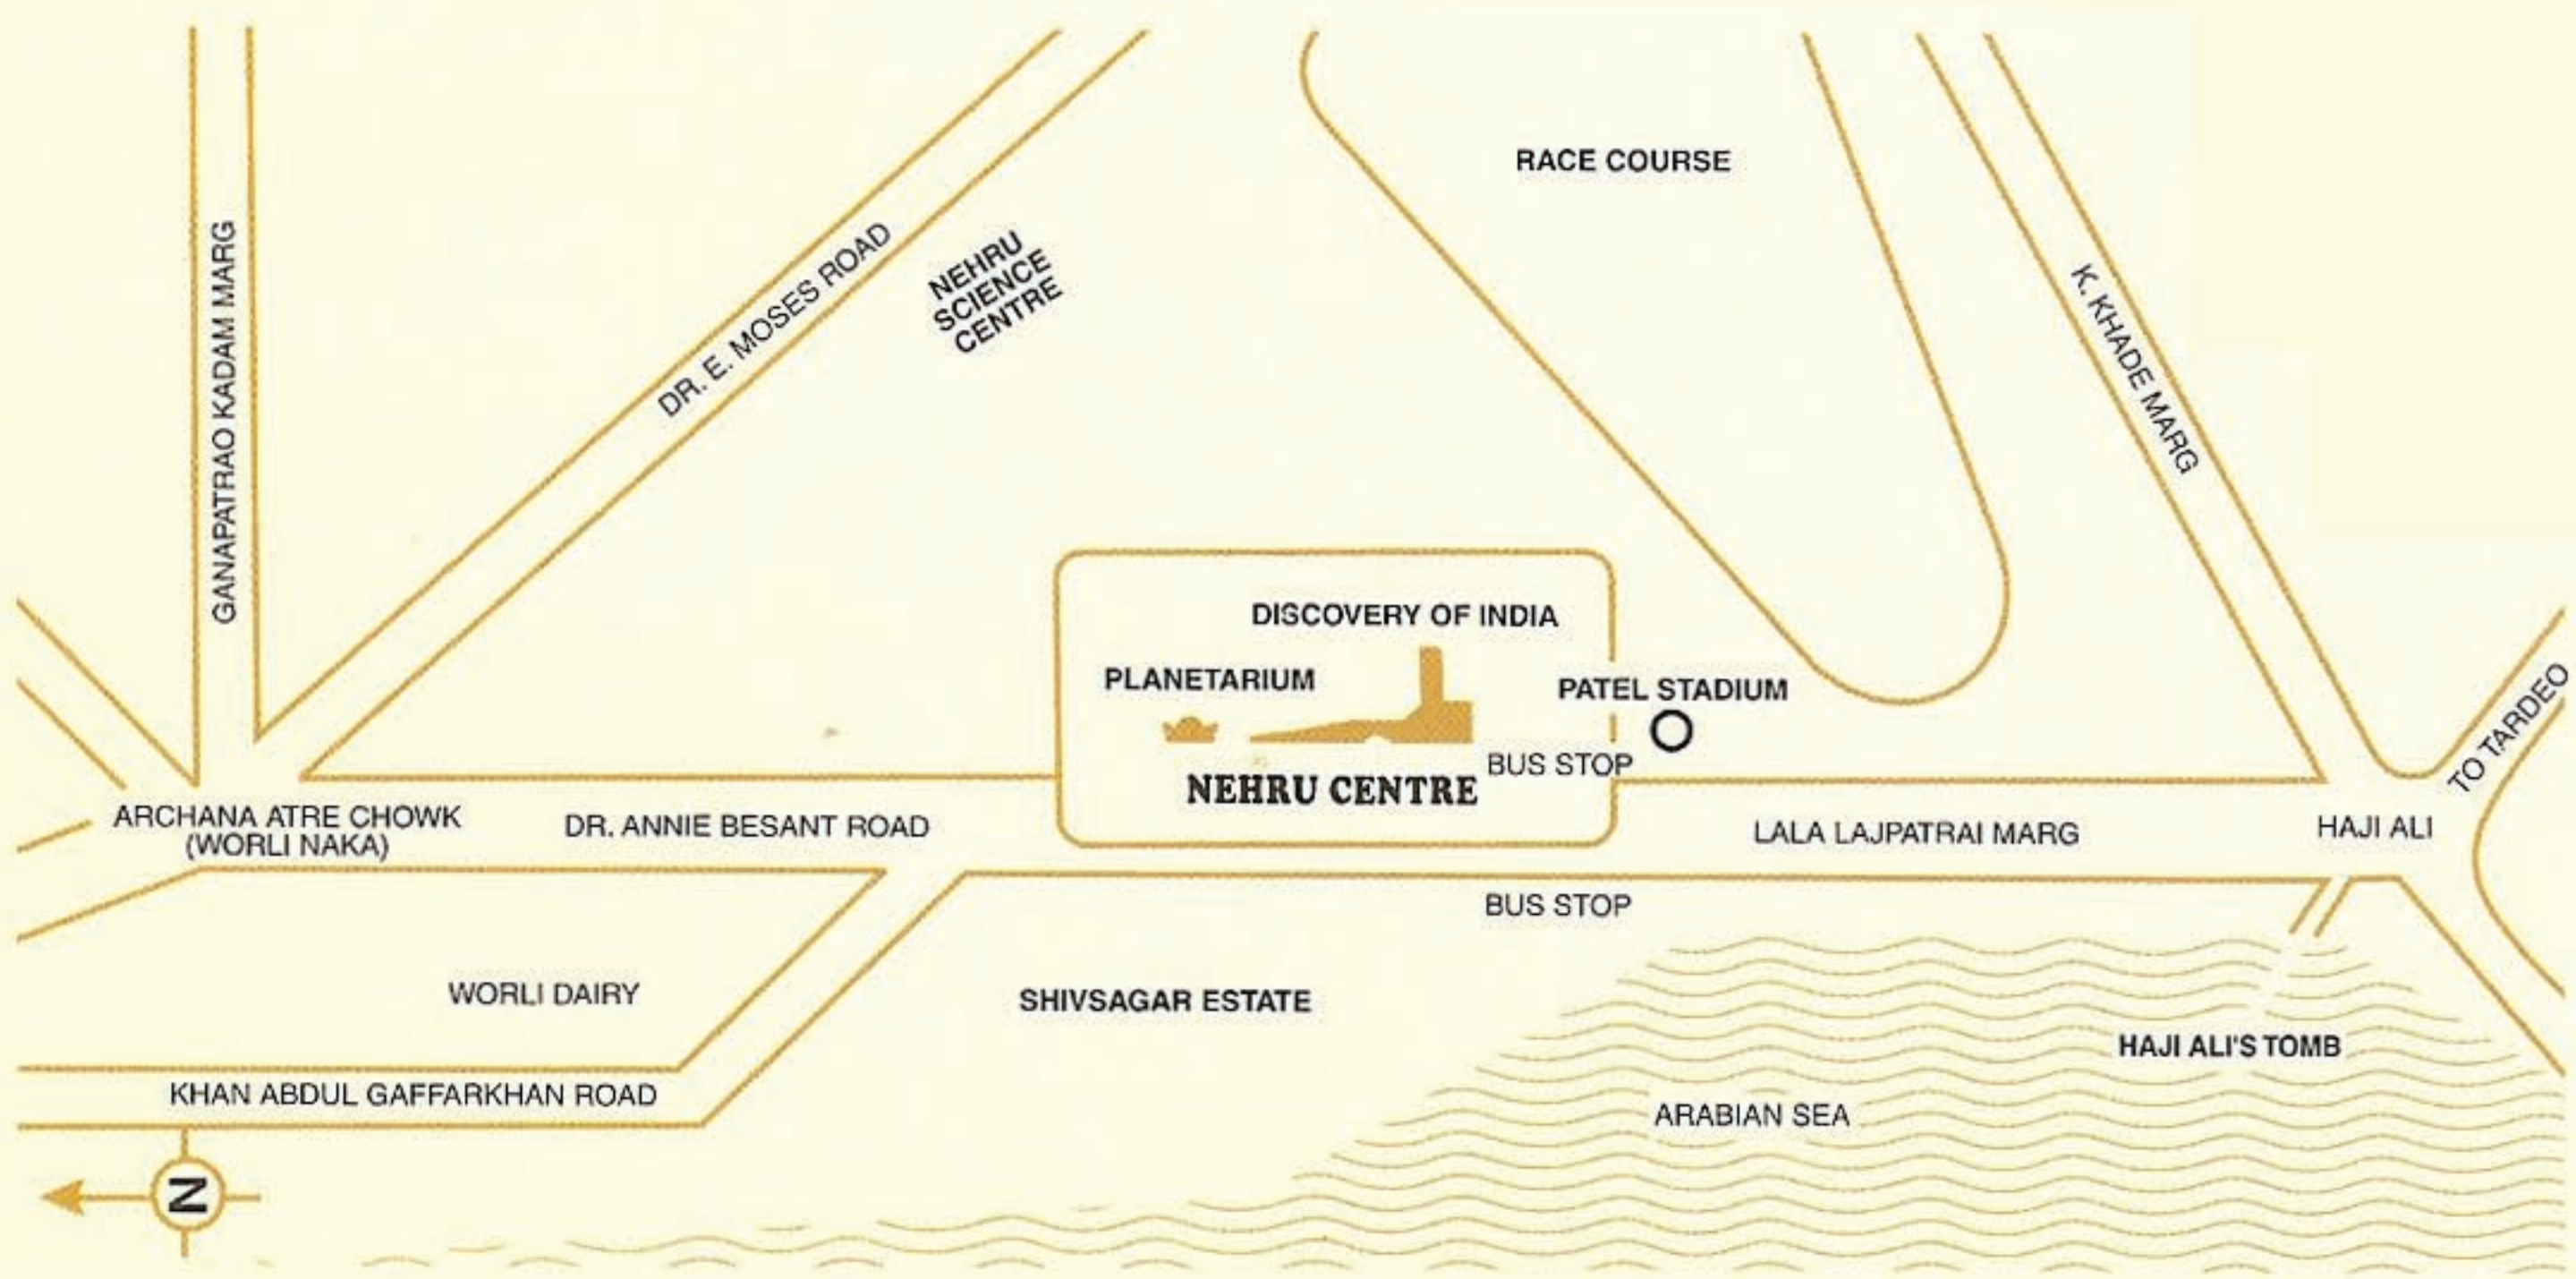 RACE COURSE
GANAPATRAO KADAM MARG
DR. E. MOSES ROAD
NEHRU
SCIENCE
CENTRE
K. KHADE MARG
DISCOVERY OF INDIA
PLANETARIUM
PATEL STADIUM
BUS STOP
NEHRU CENTRE
TO TARDEO
ARCHANA ATRE CHOWK
(WORLI NAKA)
DR. ANNIE BESANT ROAD
LALA LAJPATRAI MARG
HAJI ALI
BUS STOP
WORLI DAIRY
SHIVSAGAR ESTATE
HAJI ALI'S TOMB
KHAN ABDUL GAFFARKHAN ROAD
ARABIAN SEA
N